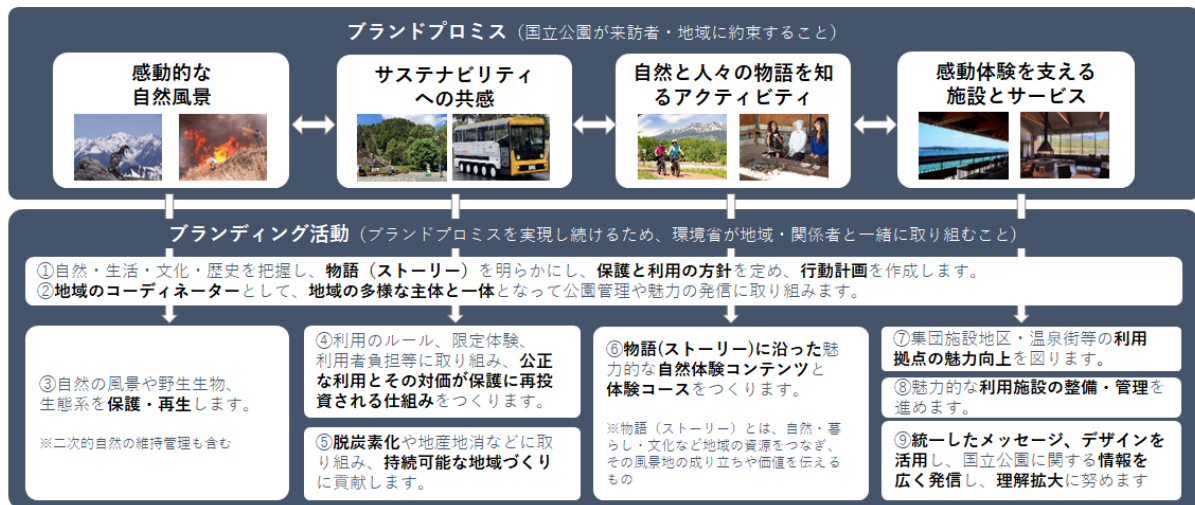 ブランドプロミス（国立公園が来訪者・地域に約束すること）
感動的な
自然風景
サステナビリティ
への共感
自然と人々の物語を知
るアクティビティ
感動体験を支える
施設とサービス
ブランディング活動（ブランドプロミスを実現し続けるため、環境省が地域・関係者と一緒に取り組むこと）
①自然・生活・文化・歴史を把握し、物語（ストーリー）を明らかにし、保護と利用の方針を定め、行動計画を作成します。
②地域のコーディネーターとして、地域の多様な主体と一体となって公園管理や魅力の発信に取り組みます。
③自然の風景や野生生物、
生態系を保護・再生します。
※二次的自然の維持管理も含む
④利用のルール、限定体験、
利用者負担等に取り組み、公正
な利用とその対価が保護に再投
資される仕組みをつくります。
⑤脱炭素化や地産地消などに取
り組み、持続可能な地域づくり
に貢献します。
⑥物語(ストーリー)に沿った魅
力的な自然体験コンテンツと
体験コースをつくります。
※物語（ストーリー）とは、自然・暮
らし・文化など地域の資源をつなぎ、
その風景地の成り立ちや価値を伝える
もの
⑦集団施設地区・温泉街等の利用
拠点の魅力向上を図ります。
⑧魅力的な利用施設の整備・管理を
進めます。
⑨統一したメッセージ、デザインを
活用し、国立公園に関する情報を
広く発信し、理解拡大に努めます